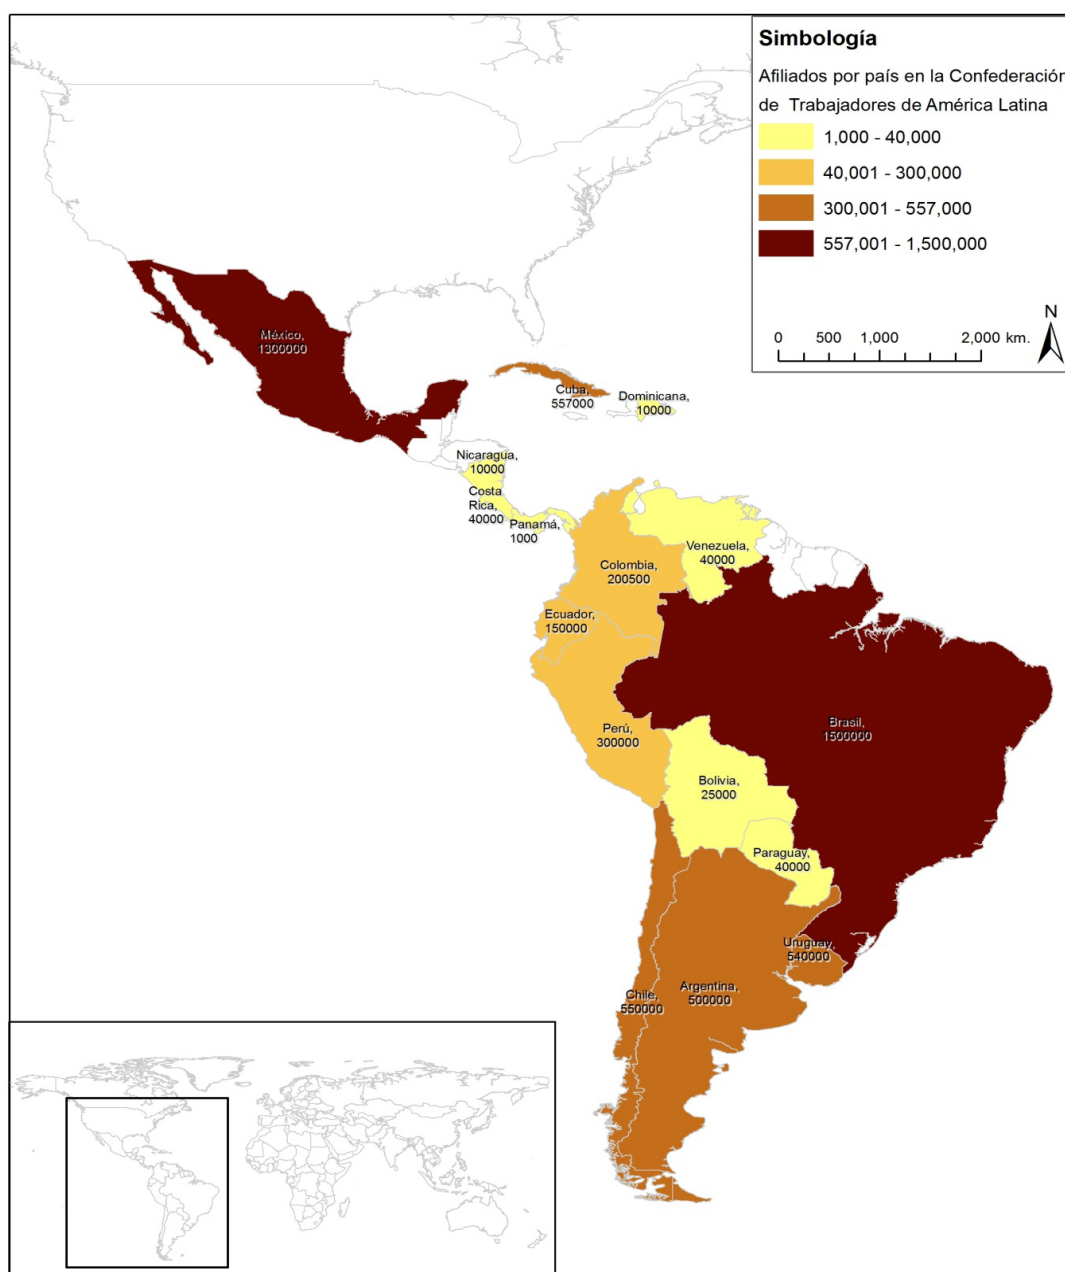 Simbología
Afiliados por país en la Confederación
de Trabajadores de América Latina
1,000 - 40,000
40,001 - 300,000
300,001 - 557,000
557,001 - 1,500,000
N
0 500 1,000 2,000 km.
México,
1300000
Cuba,
557000
Dominicana,
10000
Nicaragua,
10000
Costa
Rica,
40000
Panamá,
1000
Venezuela,
40000
Colombia,
200500
Ecuador,
150000
Perú,
300000
Brasil,
1500000
Bolivia,
25000
Paraguay,
40000
Uruguay,
540000
Chile,
550000
Argentina,
500000